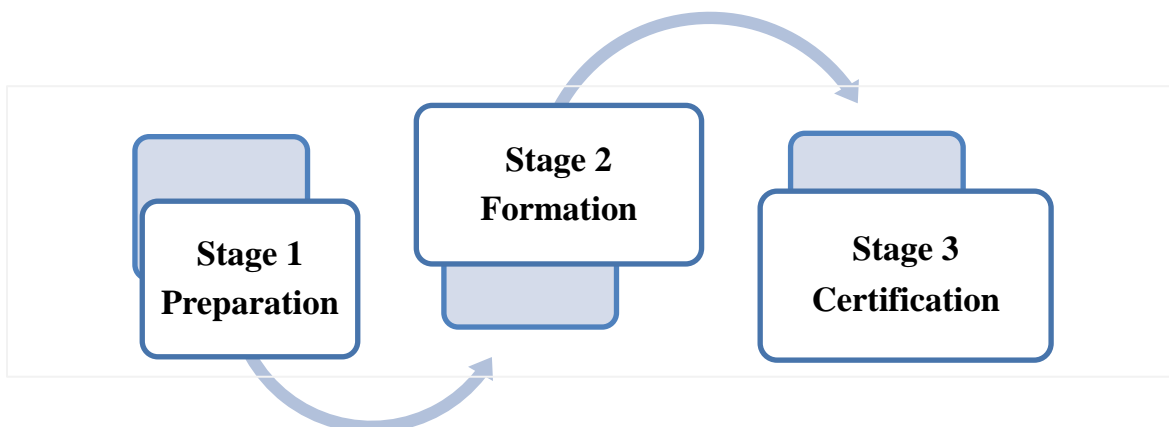 Stage 1
Preparation
Stage 2
Formation
Stage 3
Certification